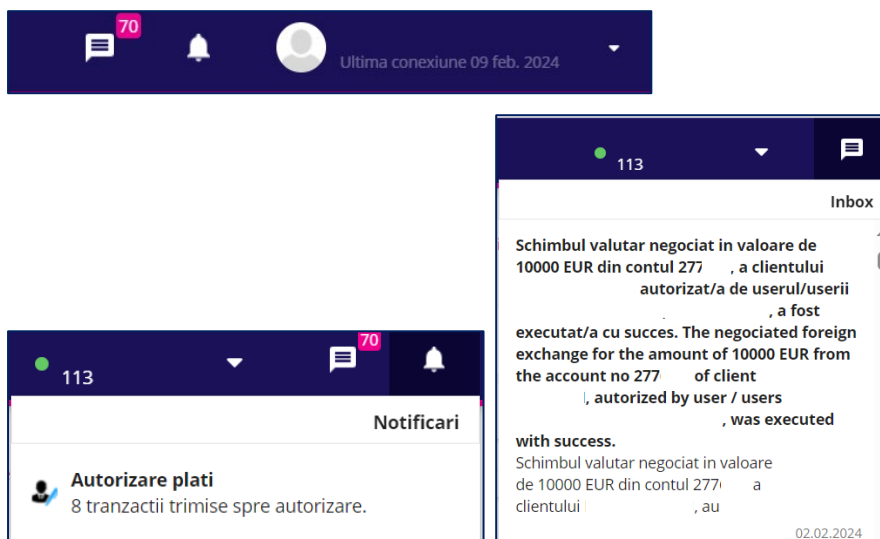 70
Ultima conexiune 09 feb. 2024
113
Inbox
Schimbul valutar negociat in valoare de
10000 EUR din contul 277 , a clientului
autorizat/a de userul/userii
, a fost
executat/a cu succes. The negociated foreign
exchange for the amount of 10000 EUR from
the account no 277 of client
, autorized by user / users
, was executed
with success.
Schimbul valutar negociat in valoare
de 10000 EUR din contul 277 a
clientului , au
02.02.2024
113
70
Notificari
Autorizare plati
8 tranzactii trimise spre autorizare.